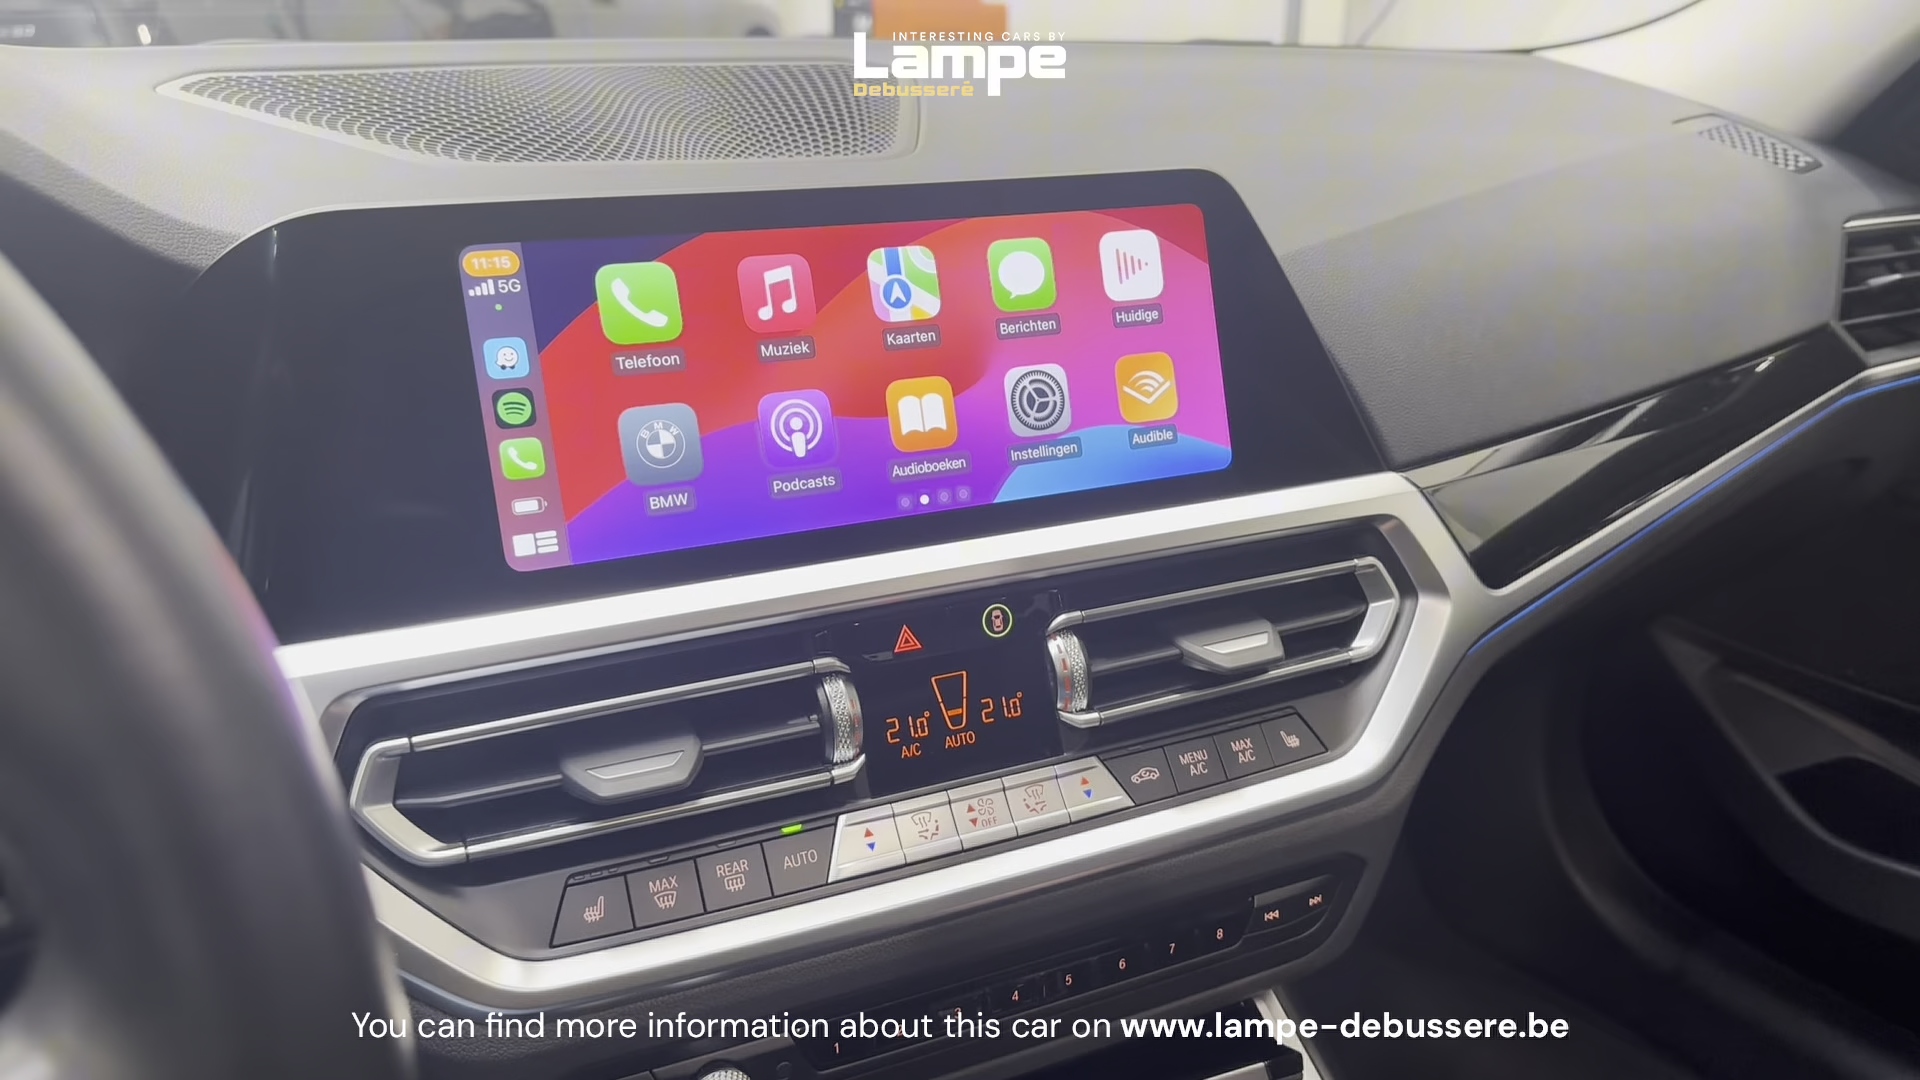 INTERESTING CARS BY
Lampe
Debusseré
11:15
5G
Telefoon
Muziek
Kaarten
Berichten
Huidige
BMW
Podcasts
Audioboeken
Instellingen
Audible
21.0°
A/C
AUTO
21.0°
MAX
REAR
AUTO
OFF
MENU
A/C
MAX
A/C
1
3
4
5
6
7
8
You can find more information about this car on www.lampe-debussere.be